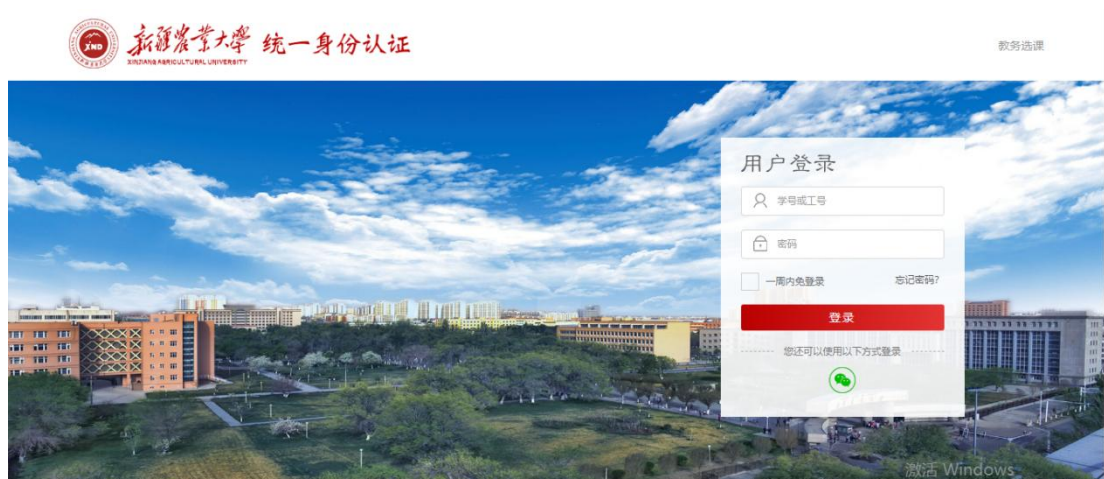 XND
新疆农业大学 统一身份认证
XINJIANG AGRICULTURAL UNIVERSITY
教务选课
用户登录
学号或工号
密码
一周内免登录 忘记密码?
登录
您还可以使用以下方式登录
激活 Windows